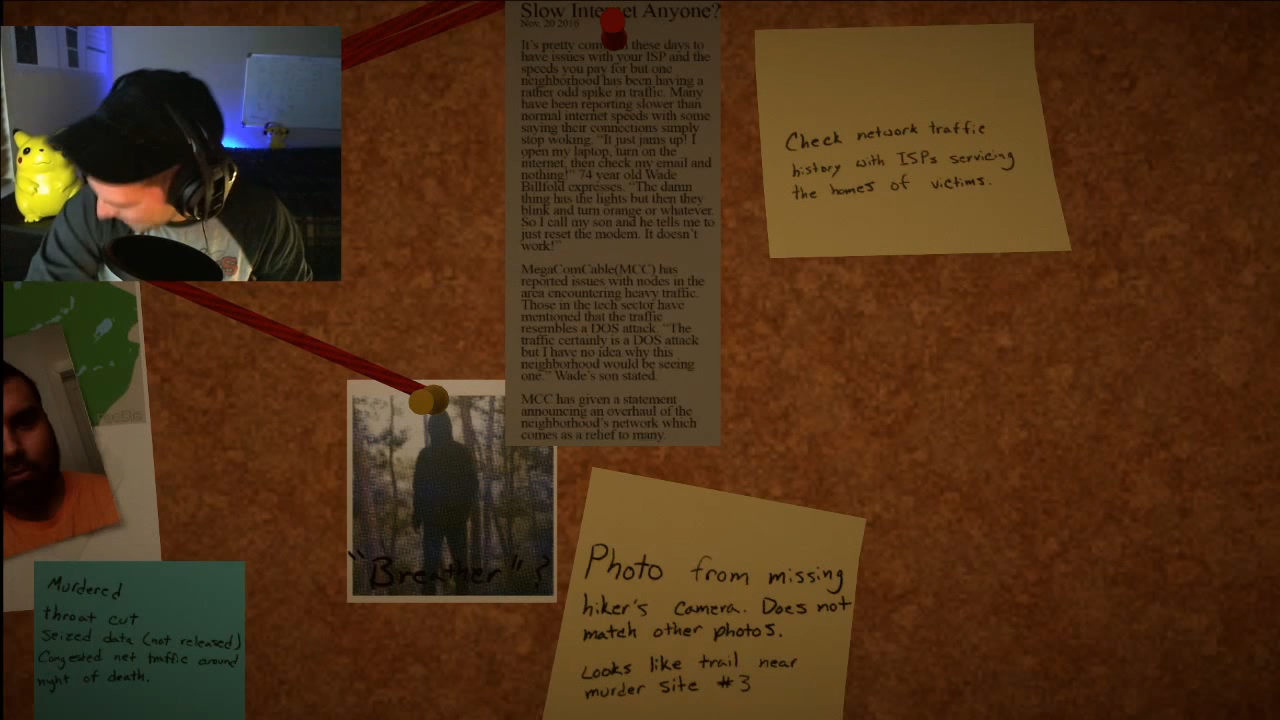 Slow Internet Anyone?
Nov. 20 2016
It's pretty common these days to
have issues with your ISP and the
speeds you pay for but one
neighborhood has been having a
rather odd spike in traffic. Many
have been reporting slower than
normal internet speeds with some
saying their connections simply
stop woking. "It just jams up! I
open my laptop, turn on the
internet, then check my email and
nothing!" 74 year old Wade
Billfold expresses. "The damn
thing has the lights but then they
blink and turn orange or whatever.
So I call my son and he tells me to
just reset the modem. It doesn't
work!"
MegaComCable(MCC) has
reported issues with nodes in the
area encountering heavy traffic.
Those in the tech sector have
mentioned that the traffic
resembles a DOS attack. "The
traffic certainly is a DOS attack
but I have no idea why this
neighborhood would be seeing
one." Wade's son stated.
MCC has given a statement
announcing an overhaul of the
neighborhood's network which
comes as a relief to many.
Check network traffic
history with ISPs servicing
the homes of victims.
"Breather"?
Photo from missing
hiker's camera. Does not
match other photos.
Looks like trail near
murder site #3
Murdered
throat cut
Seized data (not released)
Congested net traffic around
night of death.